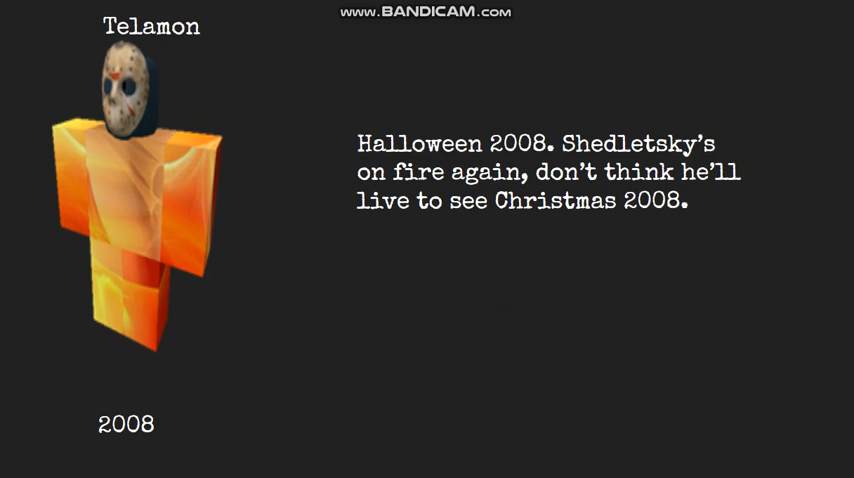 www.BANDICAM.com
Telamon
Halloween 2008. Shedletsky's
on fire again, don't think he'll
live to see Christmas 2008.
2008